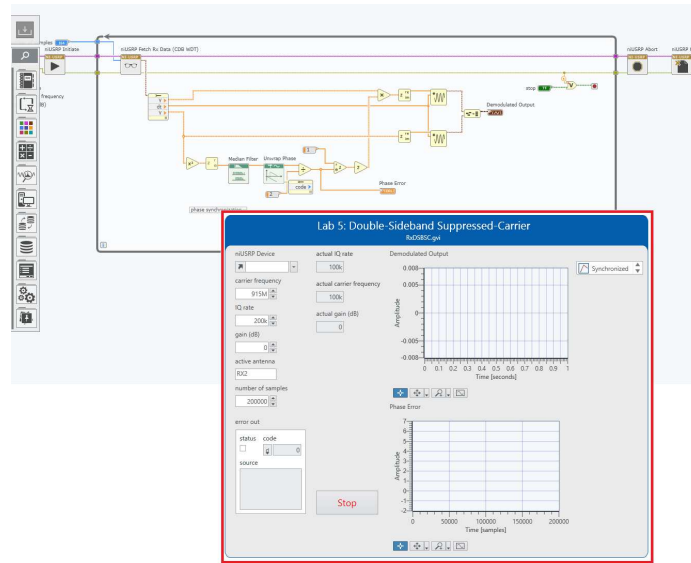 mples
niUSRP Initiate
niUSRP Fetch Rx Data (CDB WDT)
niUSRP Abort
niUSRP
frequency
stop
Demodulated Output
Median Filter
Unwrap Phase
1
2
code
Phase Error
phase synchronization
Lab 5: Double-Sideband Suppressed-Carrier
RxDSBSC.gvi
niUSRP Device
actual IQ rate
100k
carrier frequency
915M
actual carrier frequency
100k
IQ rate
200k
actual gain (dB)
0
gain (dB)
0
active antenna
RX2
number of samples
200000
error out
status code
0
source
Stop
Demodulated Output
Synchronized
0.008
0.005
0
-0.005
-0.008
Amplitude
0 0.1 0.2 0.3 0.4 0.5 0.6 0.7 0.8 0.9 1
Time [seconds]
Phase Error
7
6
5
4
3
2
1
0
-1
-2
Amplitude
0 50000 100000 150000 200000
Time [samples]